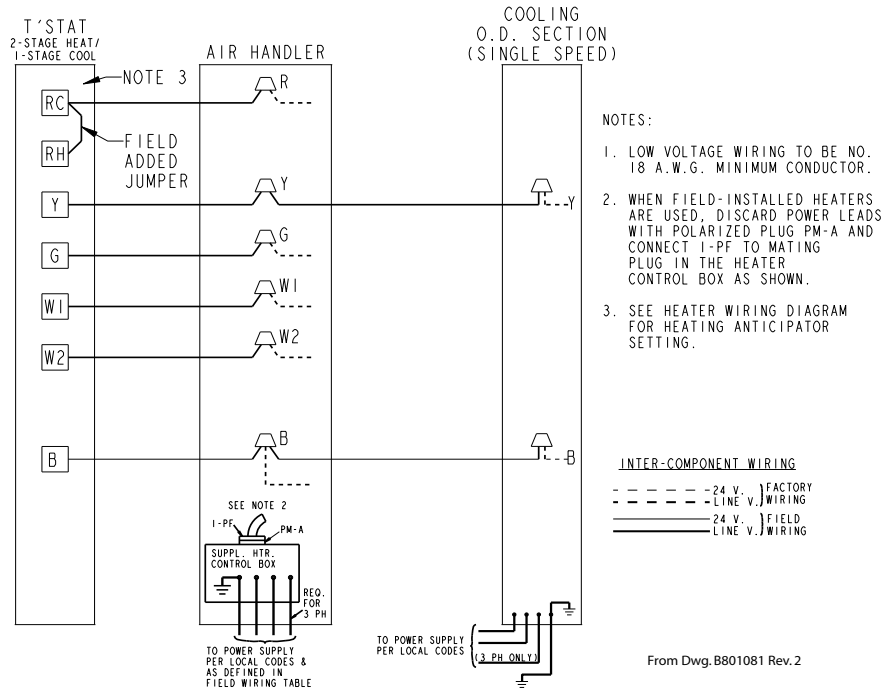 T'STAT
2-STAGE HEAT/
1-STAGE COOL
AIR HANDLER
COOLING
O.D. SECTION
(SINGLE SPEED)
NOTE 3
RC
R
RH
FIELD
ADDED
JUMPER
Y
Y
Y
G
G
W1
W1
W2
W2
B
B
B
SEE NOTE 2
1-PF
PM-A
SUPPL. HTR.
CONTROL BOX
REQ.
FOR
3 PH
TO POWER SUPPLY
PER LOCAL CODES &
AS DEFINED IN
FIELD WIRING TABLE
TO POWER SUPPLY
PER LOCAL CODES
(3 PH ONLY)
NOTES:
1. LOW VOLTAGE WIRING TO BE NO.
18 A.W.G. MINIMUM CONDUCTOR.
2. WHEN FIELD-INSTALLED HEATERS
ARE USED, DISCARD POWER LEADS
WITH POLARIZED PLUG PM-A AND
CONNECT 1-PF TO MATING
PLUG IN THE HEATER
CONTROL BOX AS SHOWN.
3. SEE HEATER WIRING DIAGRAM
FOR HEATING ANTICIPATOR
SETTING.
INTER-COMPONENT WIRING
24 V. } FACTORY
LINE V. } WIRING
24 V. } FIELD
LINE V. } WIRING
From Dwg. B801081 Rev. 2